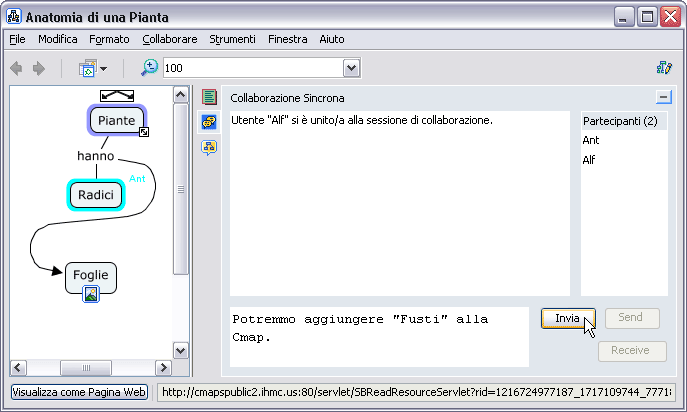 Anatomia di una Pianta
File Modifica Formato Collaborare Strumenti Finestra Aiuto
100
Piante
hanno
Ant
Radici
Foglie
Collaborazione Sincrona
Utente "Alf" si è unito/a alla sessione di collaborazione.
Partecipanti (2)
Ant
Alf
Potremmo aggiungere "Fusti" alla
Cmap.
Invia
Send
Receive
Visualizza come Pagina Web
http://cmapspublic2.ihmc.us:80/servlet/SBReadResourceServlet?rid=1216724977187_1717109744_7771